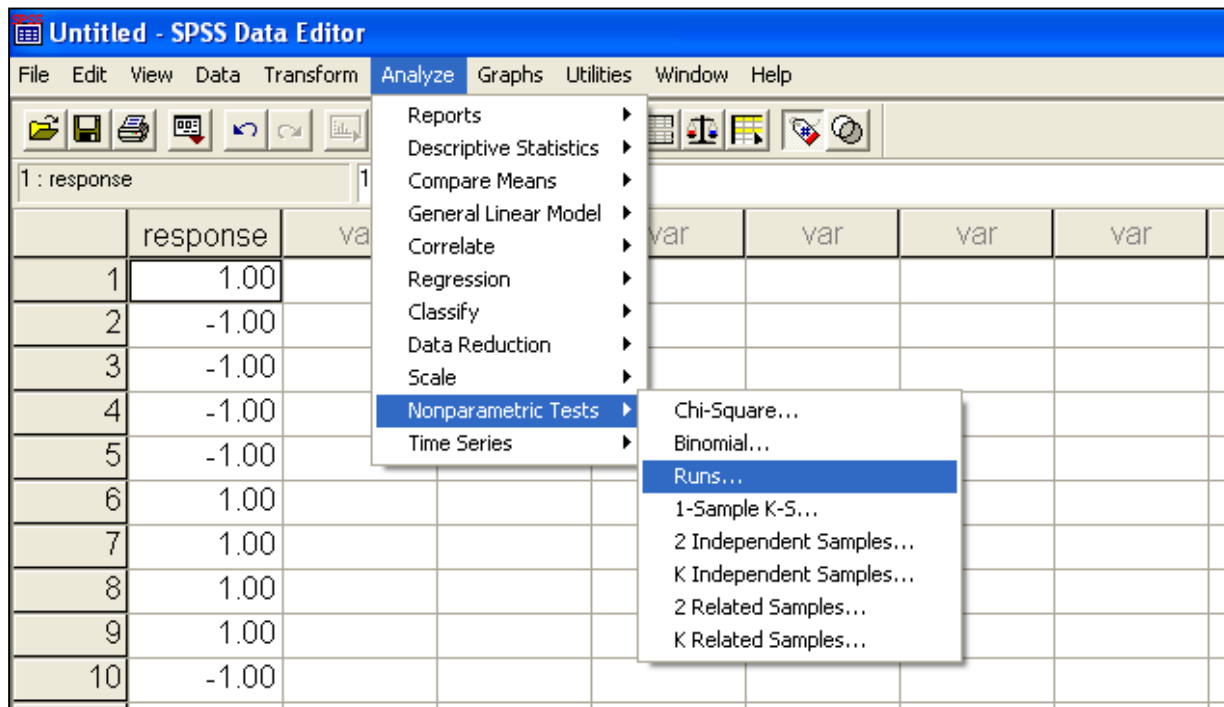 Untitled - SPSS Data Editor
File Edit View Data Transform Analyze Graphs Utilities Window Help
1 : response 1
response va var var var var
1 1.00
2 -1.00
3 -1.00
4 -1.00
5 -1.00
6 1.00
7 1.00
8 1.00
9 1.00
10 -1.00
Reports
Descriptive Statistics
Compare Means
General Linear Model
Correlate
Regression
Classify
Data Reduction
Scale
Nonparametric Tests
Time Series
Chi-Square...
Binomial...
Runs...
1-Sample K-S...
2 Independent Samples...
K Independent Samples...
2 Related Samples...
K Related Samples...